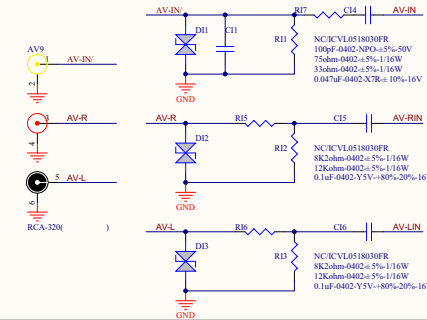 AV9
1 AV-IN/
2
3 AV-R
4
5 AV-L
6
RCA-320( )
AV-IN/ RI7 CI4 AV-IN
DI1 CI1 RI1
GND
NC/ICVL0518030FR
100pF-0402-NPO-±5%-50V
75ohm-0402-±5%-1/16W
33ohm-0402-±5%-1/16W
0.047uF-0402-X7R-±10%-16V
AV-R RI5 CI5 AV-RIN
DI2 RI2
GND
NC/ICVL0518030FR
8K2ohm-0402-±5%-1/16W
12Kohm-0402-±5%-1/16W
0.1uF-0402-Y5V-+80%-20%-16
AV-L RI6 CI6 AV-LIN
DI3 RI3
GND
NC/ICVL0518030FR
8K2ohm-0402-±5%-1/16W
12Kohm-0402-±5%-1/16W
0.1uF-0402-Y5V-+80%-20%-16